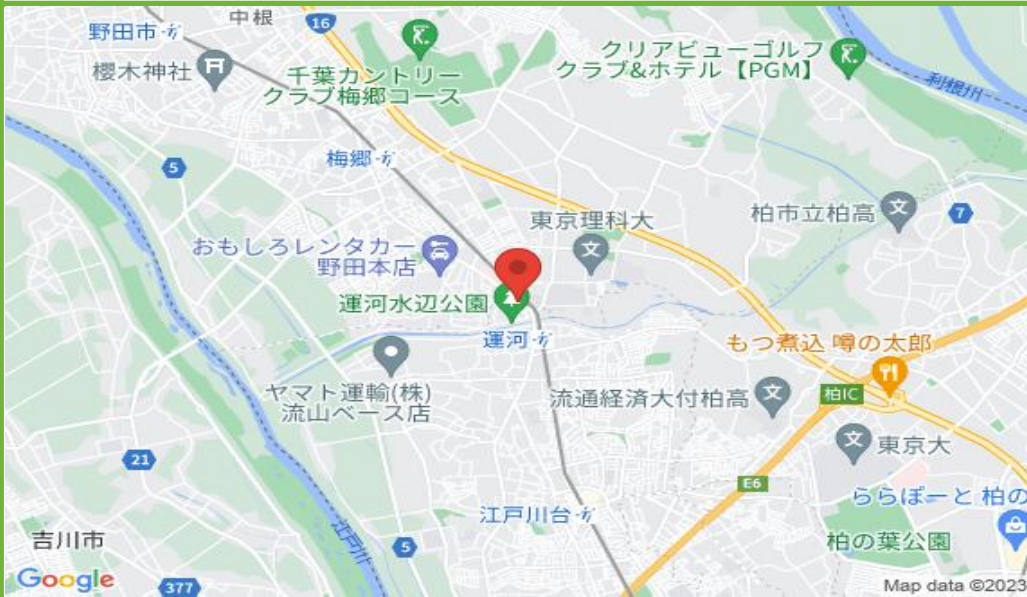 野田市
中根
16
櫻木神社
千葉カントリー
クラブ梅郷コース
クリアビューゴルフ
クラブ&ホテル【PGM】
利根川
梅郷
5
東京理科大
柏市立柏高
7
おもしろレンタカー
野田本店
運河水辺公園
運河
もつ煮込 噂の太郎
ヤマト運輸(株)
流山ベース店
流通経済大付柏高
柏IC
東京大
21
E6
ららぽーと 柏の
江戸川台
江戸川
吉川市
5
柏の葉公園
Google
377
Map data ©2023